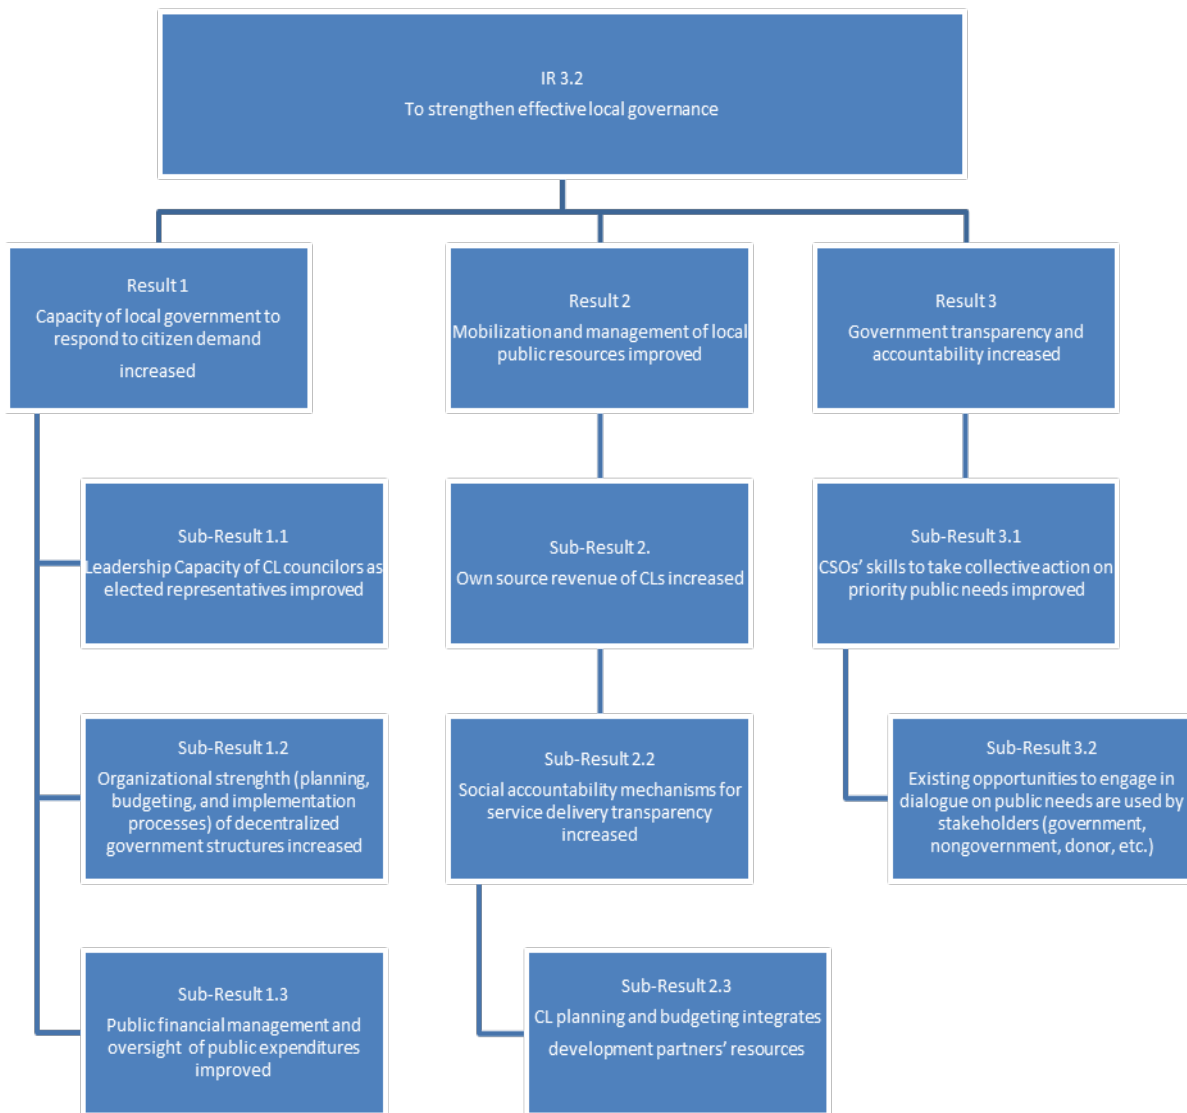 IR 3.2
To strengthen effective local governance
Result 1
Capacity of local government to
respond to citizen demand
increased
Result 2
Mobilization and management of local
public resources improved
Result 3
Government transparency and
accountability increased
Sub-Result 1.1
Leadership Capacity of CL councilors as
elected representatives improved
Sub-Result 2.
Own source revenue of CLs increased
Sub-Result 3.1
CSOs’ skills to take collective action on
priority public needs improved
Sub-Result 1.2
Organizational strenghth (planning,
budgeting, and implementation
processes) of decentralized
government structures increased
Sub-Result 2.2
Social accountability mechanisms for
service delivery transparency
increased
Sub-Result 3.2
Existing opportunities to engage in
dialogue on public needs are used by
stakeholders (government,
nongovernment, donor, etc.)
Sub-Result 1.3
Public financial management and
oversight of public expenditures
improved
Sub-Result 2.3
CL planning and budgeting integrates
development partners’ resources